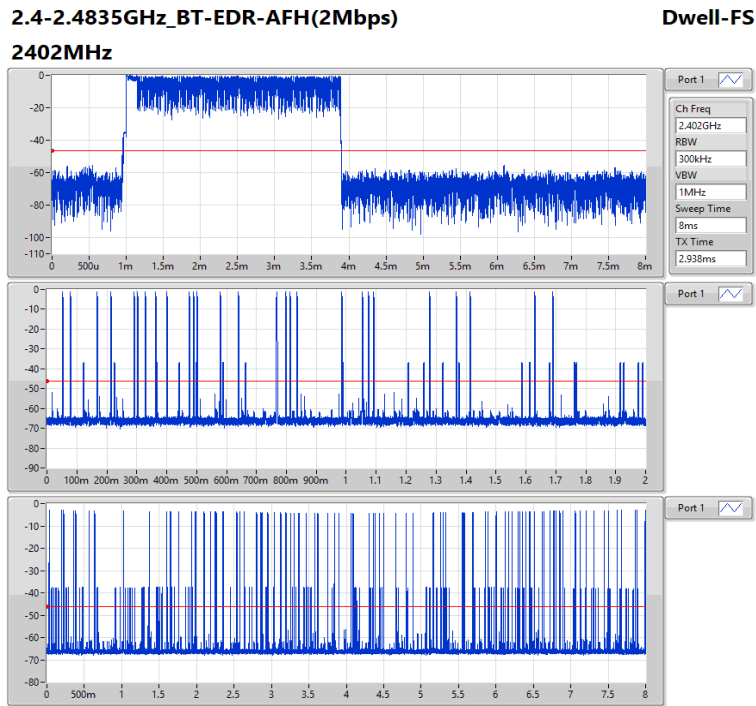 2.4-2.4835GHz_BT-EDR-AFH(2Mbps) Dwell-FS
2402MHz
Port 1
Ch Freq
2.402GHz
RBW
300kHz
VBW
1MHz
Sweep Time
8ms
TX Time
2.938ms
0
-20
-40
-60
-80
-100
-110
0 500u 1m 1.5m 2m 2.5m 3m 3.5m 4m 4.5m 5m 5.5m 6m 6.5m 7m 7.5m 8m
Port 1
0
-10
-20
-30
-40
-50
-60
-70
-80
-90
0 100m 200m 300m 400m 500m 600m 700m 800m 900m 1 1.1 1.2 1.3 1.4 1.5 1.6 1.7 1.8 1.9 2
Port 1
0
-10
-20
-30
-40
-50
-60
-70
-80
0 500m 1 1.5 2 2.5 3 3.5 4 4.5 5 5.5 6 6.5 7 7.5 8